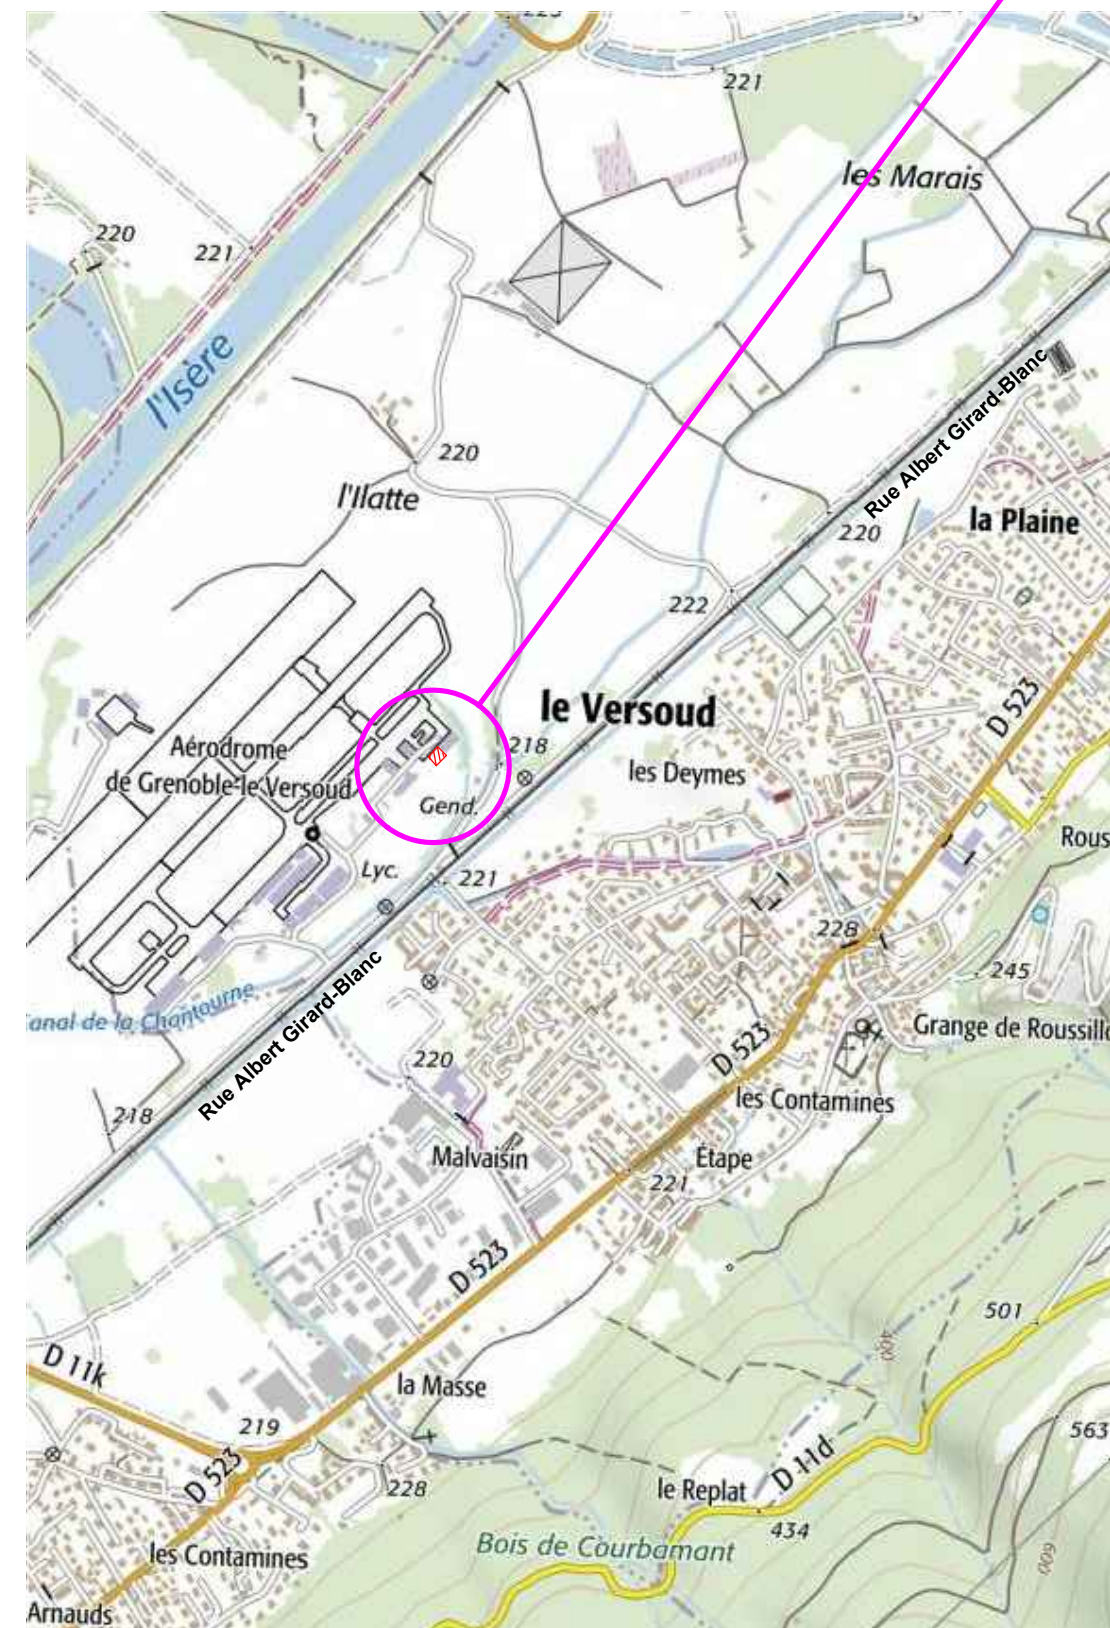 221
les Marais
220
221
l'Isère
Rue Albert Girard-Blanc
220
l'Ilatte
la Plaine
220
222
le Versoud
D 523
218
Aérodrome
de Grenoble-le Versoud
les Deymes
Gend.
Lyc.
221
228
245
Canal de la Chantourne
Rue Albert Girard-Blanc
Grange de Roussillo
220
D 523
les Contamines
218
Malvaisin
Étape
221
D 523
501
400
D 11k
la Masse
219
563
D 523
228
D 11d
le Replat
434
Bois de Courbamant
600
les Contamines
Arnauds